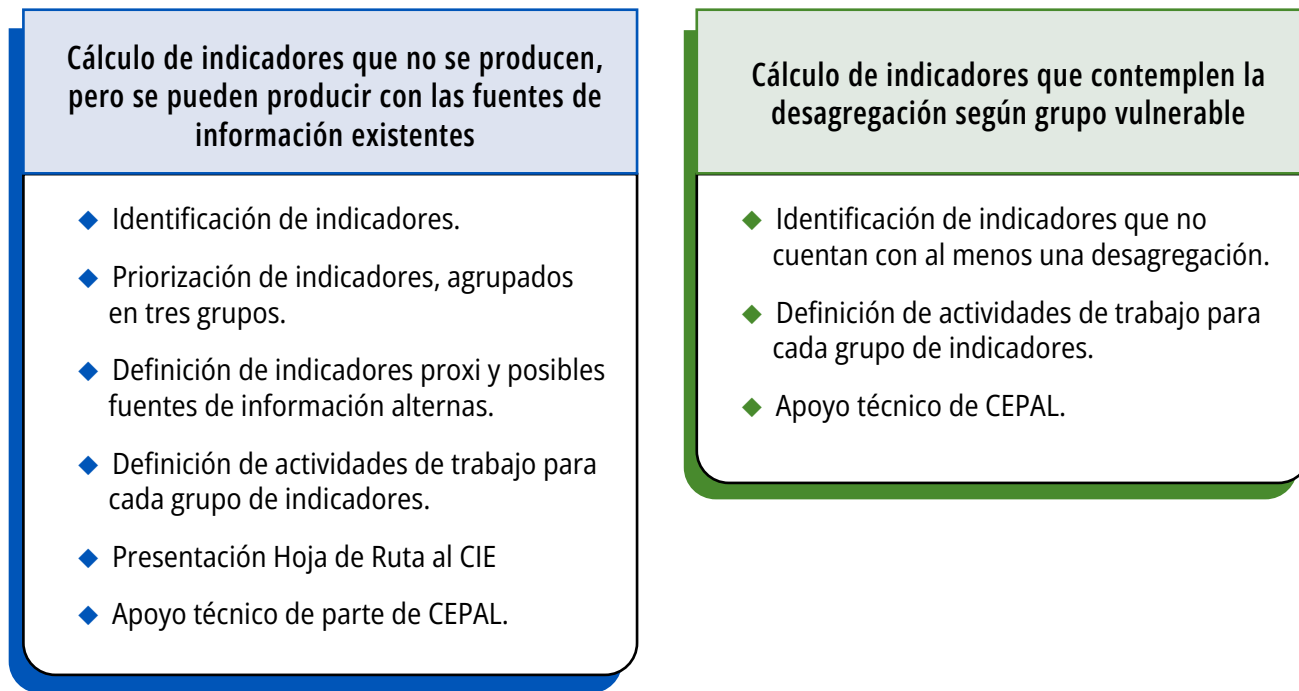 Cálculo de indicadores que no se producen,
pero se pueden producir con las fuentes de
información existentes
◆ Identificación de indicadores.
◆ Priorización de indicadores, agrupados
en tres grupos.
◆ Definición de indicadores proxi y posibles
fuentes de información alternas.
◆ Definición de actividades de trabajo para
cada grupo de indicadores.
◆ Presentación Hoja de Ruta al CIE
◆ Apoyo técnico de parte de CEPAL.
Cálculo de indicadores que contemplen la
desagregación según grupo vulnerable
◆ Identificación de indicadores que no
cuentan con al menos una desagregación.
◆ Definición de actividades de trabajo para
cada grupo de indicadores.
◆ Apoyo técnico de CEPAL.